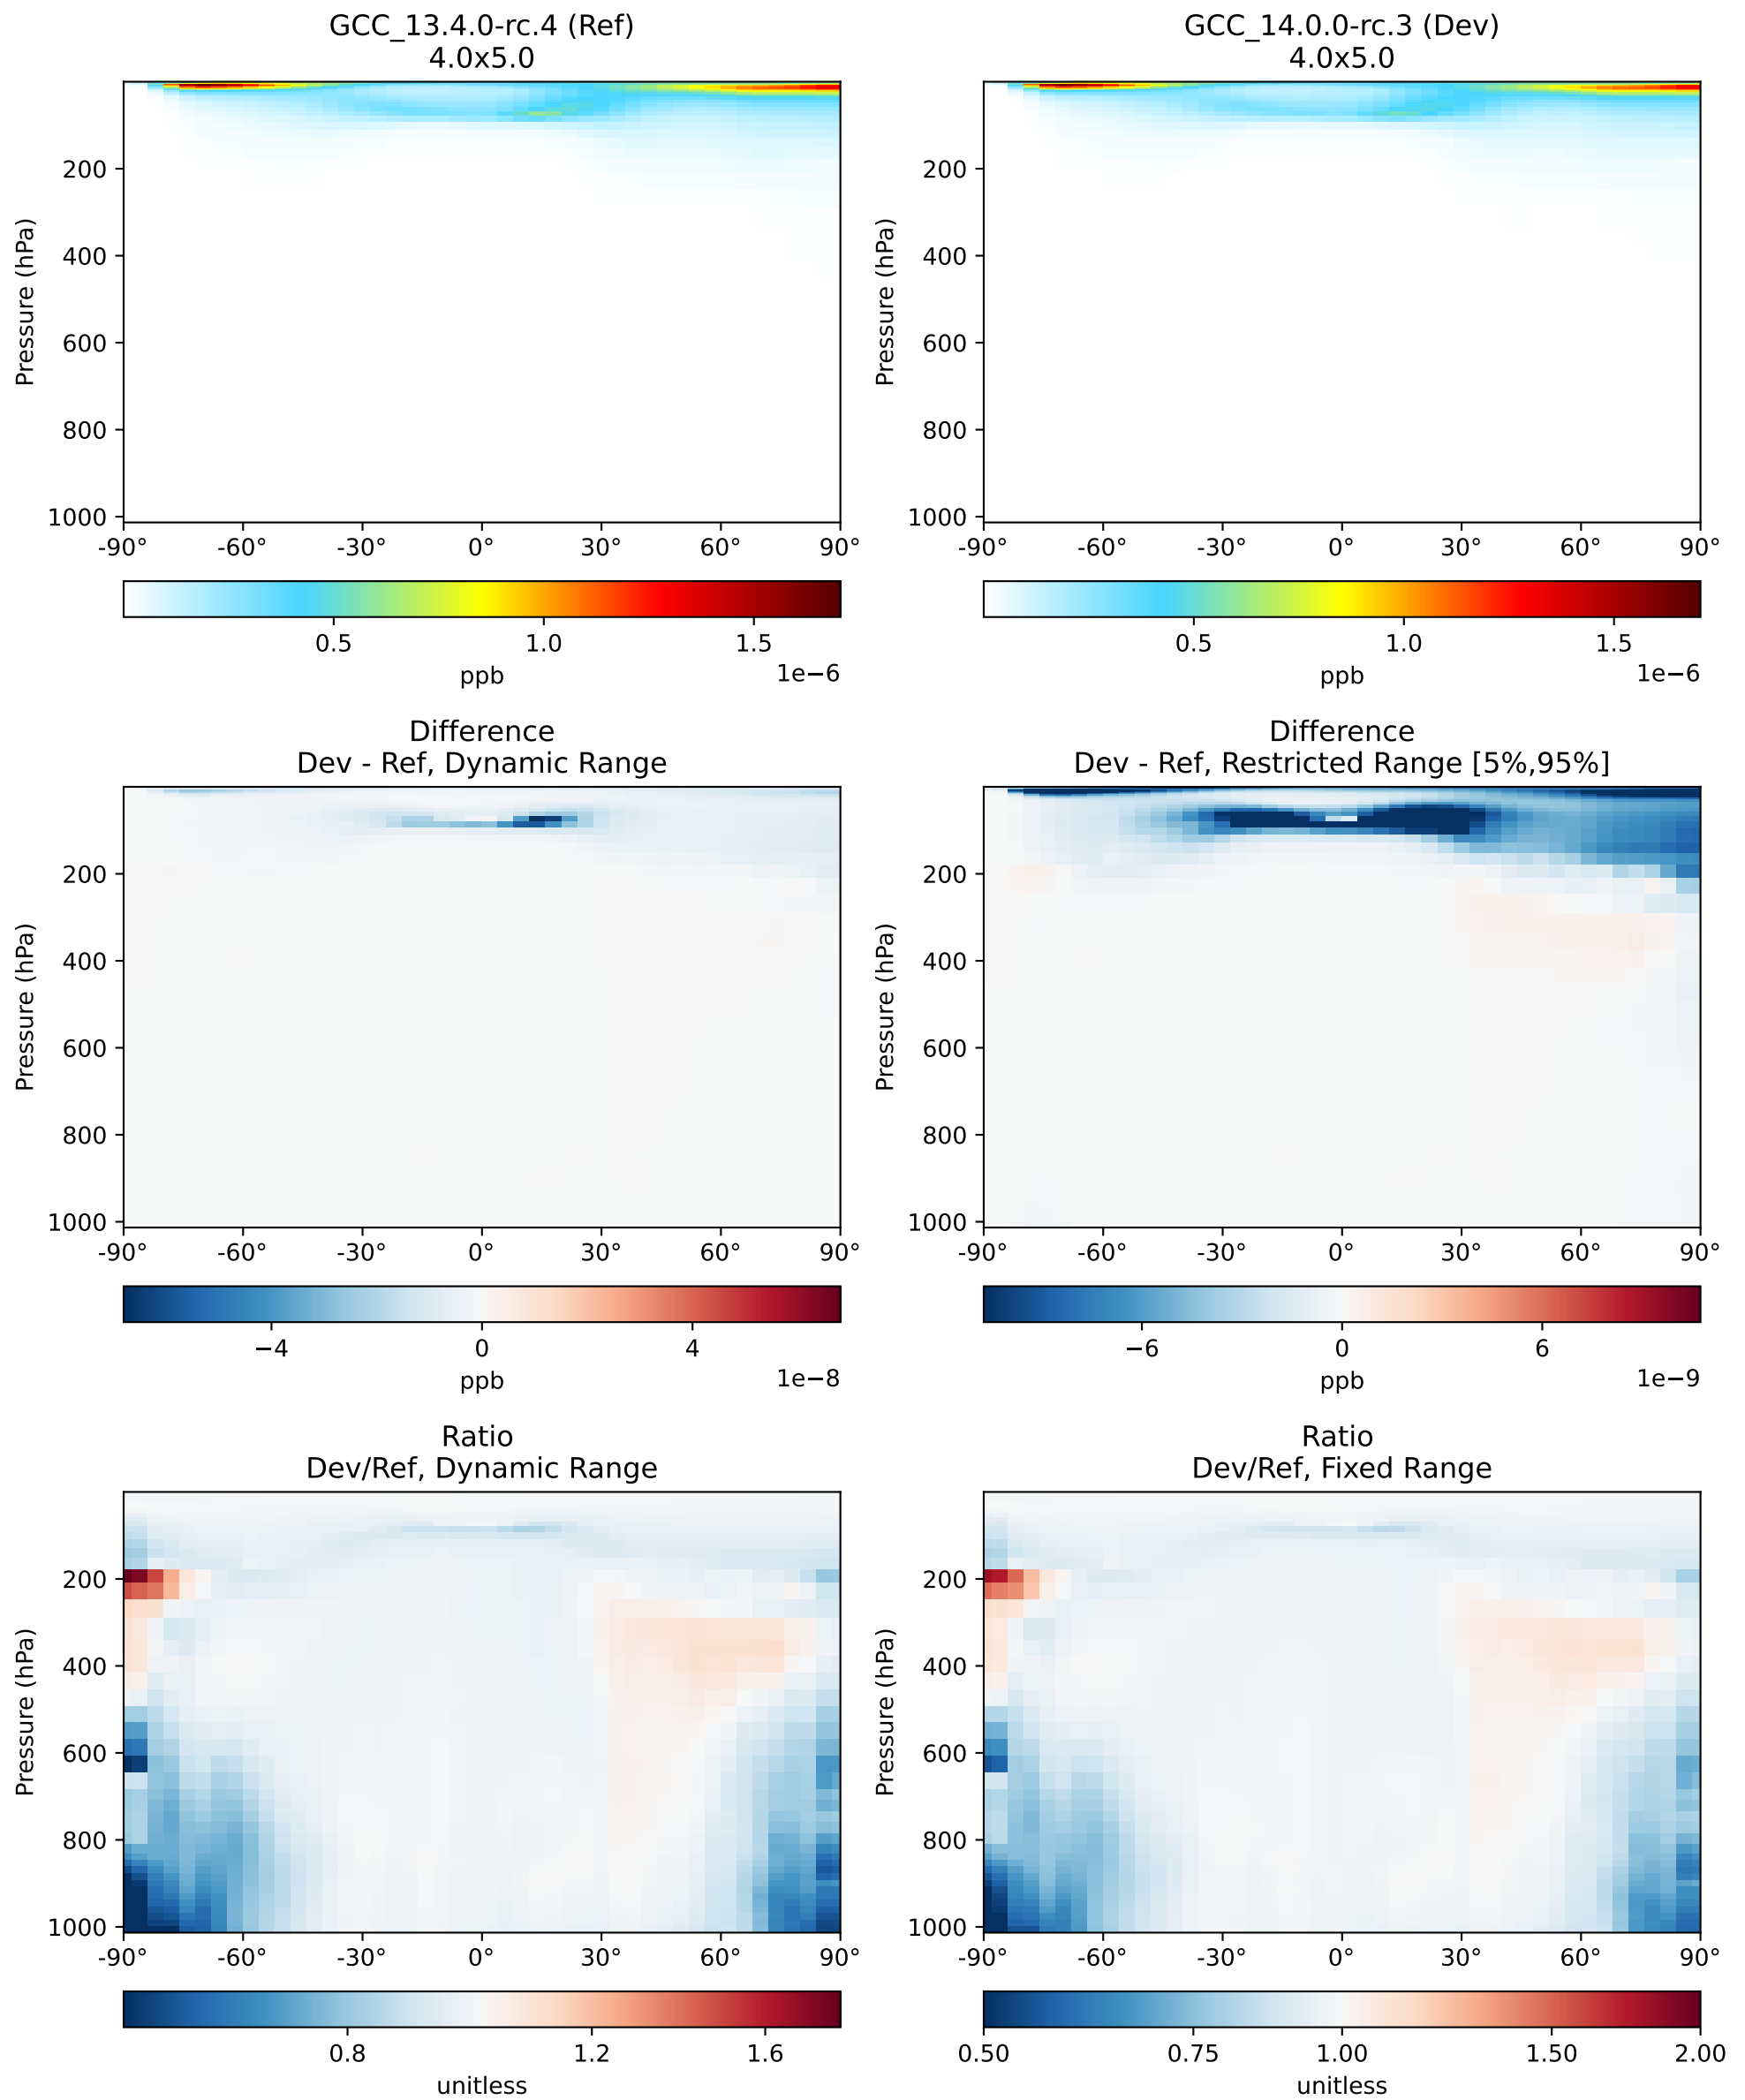 GCC_13.4.0-rc.4 (Ref)
4.0x5.0
Pressure (hPa)
200
400
600
800
1000
-90° -60° -30° 0° 30° 60° 90°
0.5 1.0 1.5
ppb
1e−6
GCC_14.0.0-rc.3 (Dev)
4.0x5.0
Pressure (hPa)
200
400
600
800
1000
-90° -60° -30° 0° 30° 60° 90°
0.5 1.0 1.5
ppb
1e−6
Difference
Dev - Ref, Dynamic Range
Pressure (hPa)
200
400
600
800
1000
-90° -60° -30° 0° 30° 60° 90°
−4 0 4
ppb
1e−8
Difference
Dev - Ref, Restricted Range [5%,95%]
Pressure (hPa)
200
400
600
800
1000
-90° -60° -30° 0° 30° 60° 90°
−6 0 6
ppb
1e−9
Ratio
Dev/Ref, Dynamic Range
Pressure (hPa)
200
400
600
800
1000
-90° -60° -30° 0° 30° 60° 90°
0.8 1.2 1.6
unitless
Ratio
Dev/Ref, Fixed Range
Pressure (hPa)
200
400
600
800
1000
-90° -60° -30° 0° 30° 60° 90°
0.50 0.75 1.00 1.50 2.00
unitless